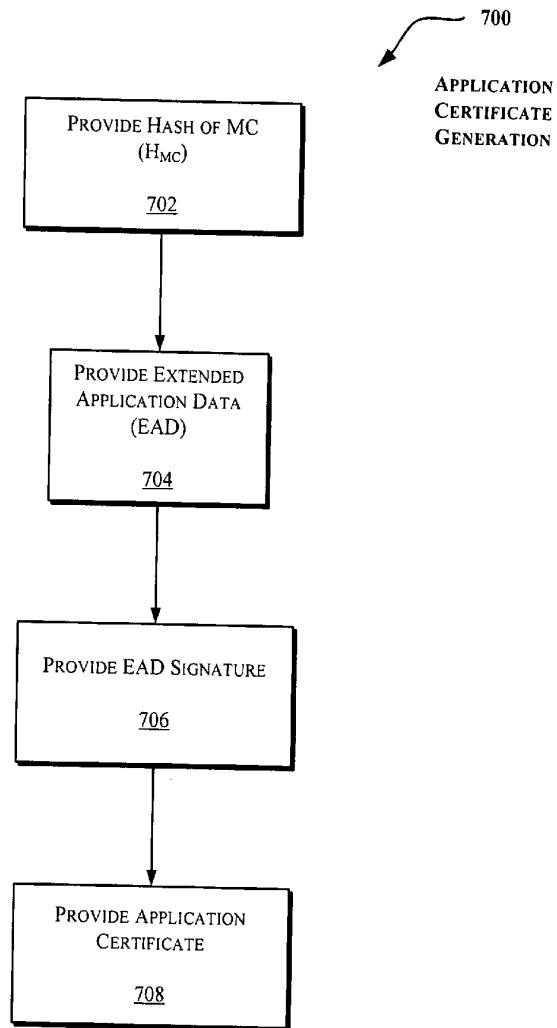 700
APPLICATION
CERTIFICATE
GENERATION
PROVIDE HASH OF MC
(HMC)
702
PROVIDE EXTENDED
APPLICATION DATA
(EAD)
704
PROVIDE EAD SIGNATURE
706
PROVIDE APPLICATION
CERTIFICATE
708